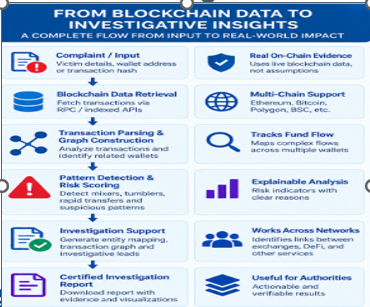 FROM BLOCKCHAIN DATA TO
INVESTIGATIVE INSIGHTS
A COMPLETE FLOW FROM INPUT TO REAL-WORLD IMPACT
Complaint / Input
Victim details, wallet address
or transaction hash
Blockchain Data Retrieval
Fetch transactions via
RPC / indexed APIs
Transaction Parsing &
Graph Construction
Analyze transactions and
identify related wallets
Pattern Detection &
Risk Scoring
Detect mixers, tumblers,
rapid transfers and
suspicious patterns
Investigation Support
Generate entity mapping,
transaction graph and
investigative leads
Certified Investigation
Report
Download report with
evidence and visualizations
Real On-Chain Evidence
Uses live blockchain data,
not assumptions
Multi-Chain Support
Ethereum, Bitcoin,
Polygon, BSC, etc.
Tracks Fund Flow
Maps complex flows
across multiple wallets
Explainable Analysis
Risk indicators with
clear reasons
Works Across Networks
Identifies links between
exchanges, DeFi, and
other services
Useful for Authorities
Actionable and
verifiable results